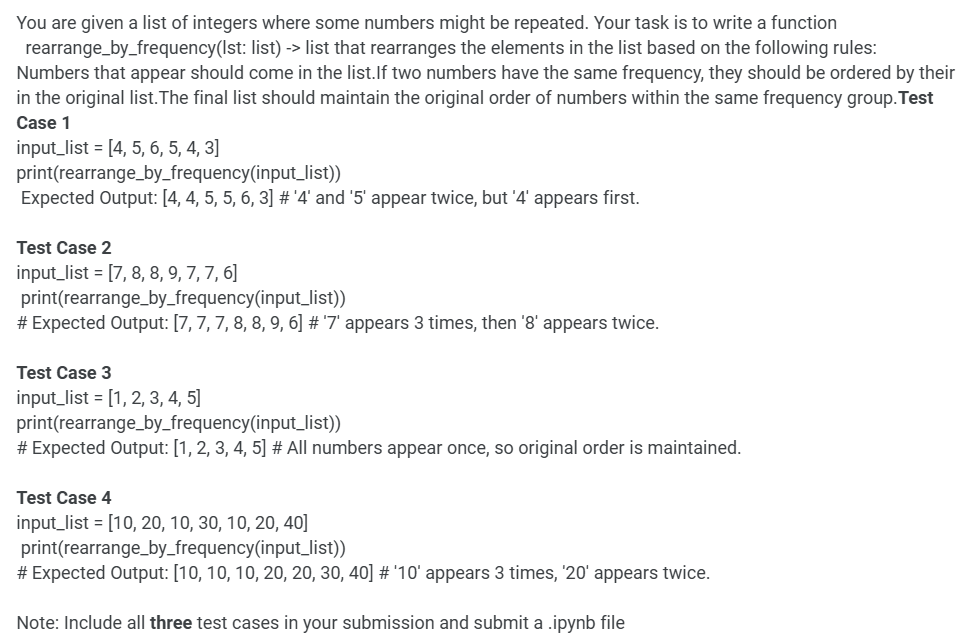 You are given a list of integers where some numbers might be repeated. Your task is to write a function
rearrange_by_frequency(lst: list) -> list that rearranges the elements in the list based on the following rules:
Numbers that appear should come in the list.If two numbers have the same frequency, they should be ordered by their
in the original list.The final list should maintain the original order of numbers within the same frequency group.Test
Case 1
input_list = [4, 5, 6, 5, 4, 3]
print(rearrange_by_frequency(input_list))
Expected Output: [4, 4, 5, 5, 6, 3] # '4' and '5' appear twice, but '4' appears first.
Test Case 2
input_list = [7, 8, 8, 9, 7, 7, 6]
print(rearrange_by_frequency(input_list))
# Expected Output: [7, 7, 7, 8, 8, 9, 6] # '7' appears 3 times, then '8' appears twice.
Test Case 3
input_list = [1, 2, 3, 4, 5]
print(rearrange_by_frequency(input_list))
# Expected Output: [1, 2, 3, 4, 5] # All numbers appear once, so original order is maintained.
Test Case 4
input_list = [10, 20, 10, 30, 10, 20, 40]
print(rearrange_by_frequency(input_list))
# Expected Output: [10, 10, 10, 20, 20, 30, 40] # '10' appears 3 times, '20' appears twice.
Note: Include all three test cases in your submission and submit a .ipynb file